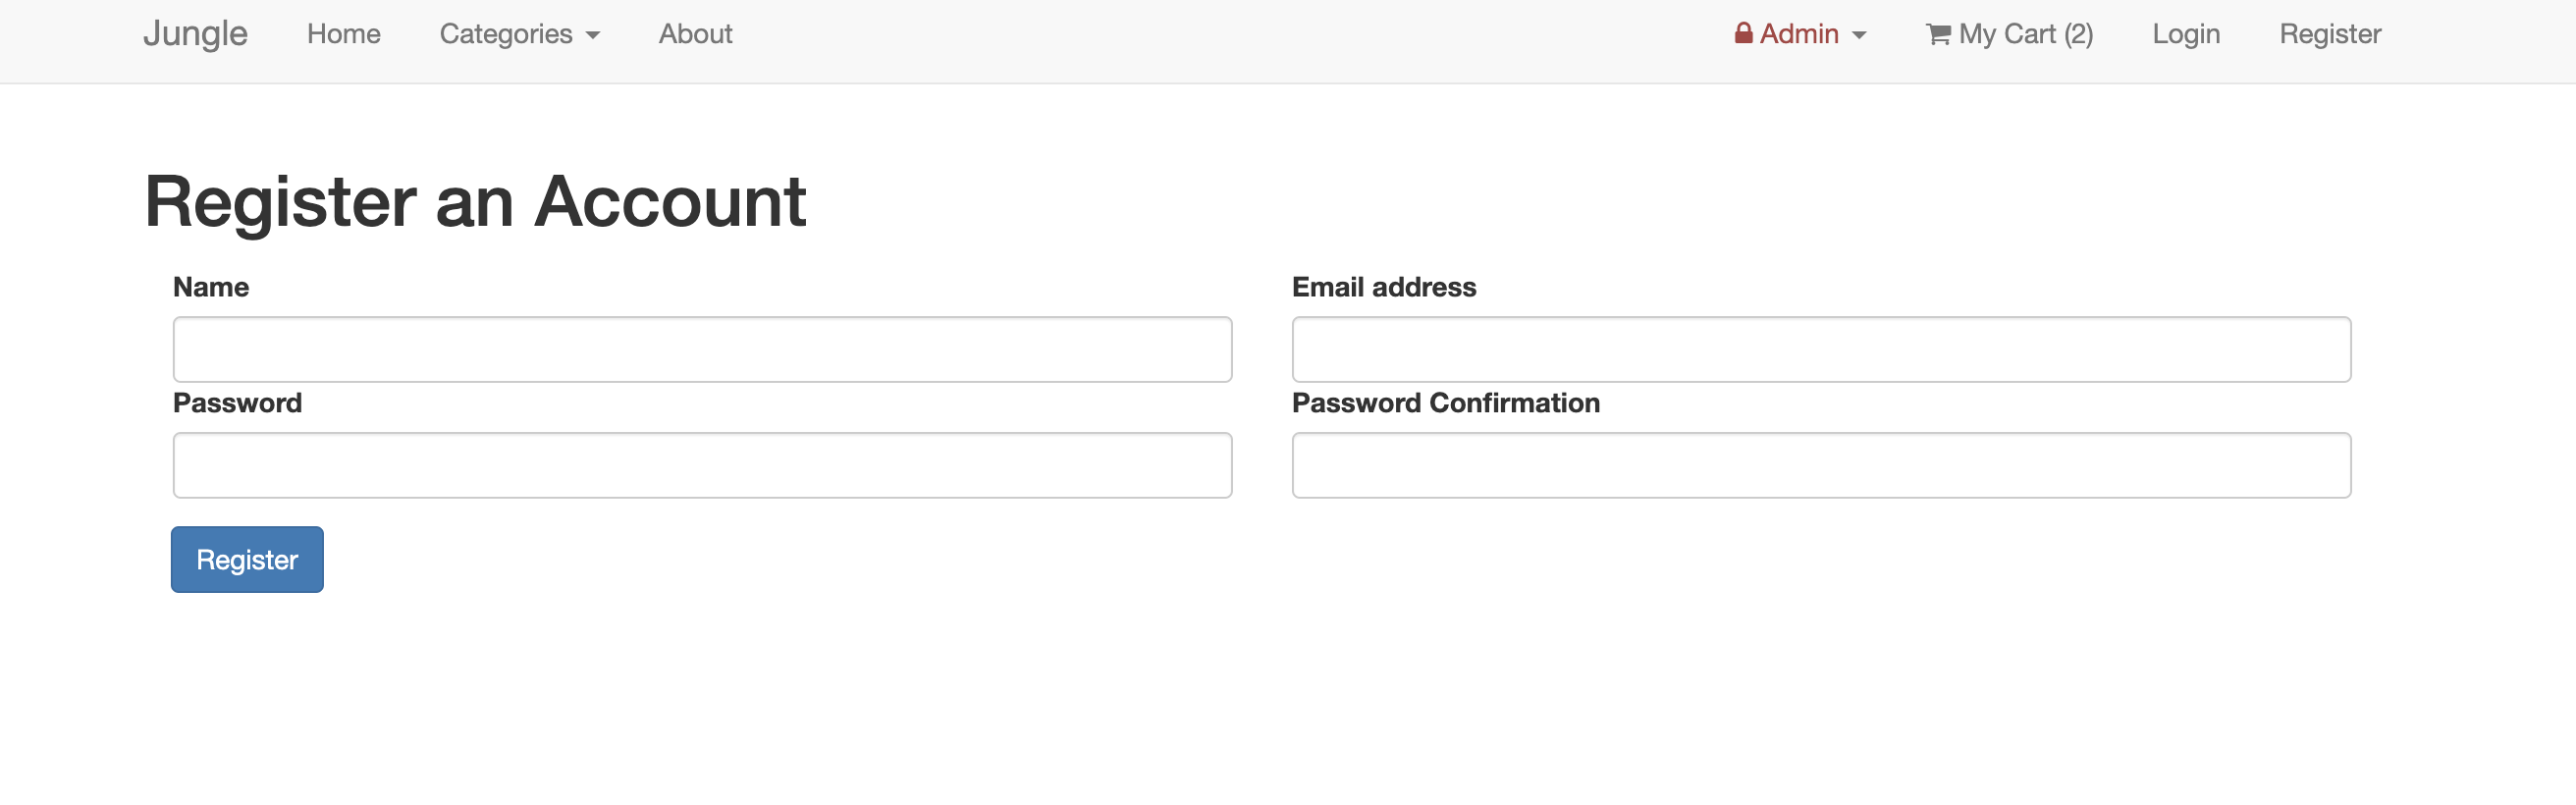 Jungle Home Categories About Admin My Cart (2) Login Register
Register an Account
Name Email address
Password Password Confirmation
Register